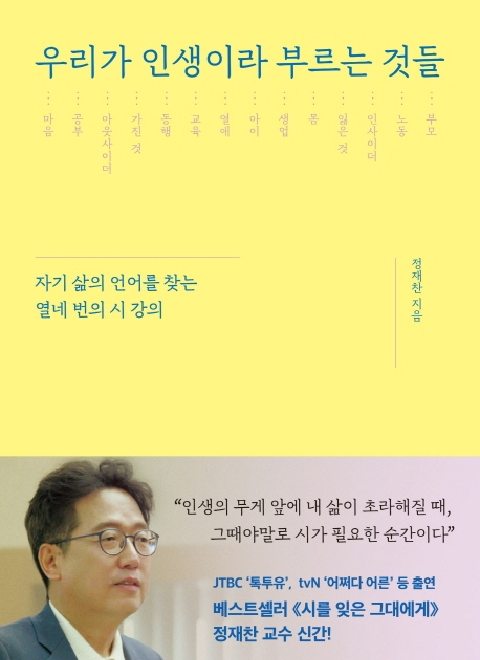 우리가 인생이라 부르는 것들
마음
공부
아웃사이더
가진 것
동행
교육
열애
마이
생업
몸
잃은 것
인사이더
노동
부모
자기 삶의 언어를 찾는
열네 번의 시 강의
정재찬 지음
“인생의 무게 앞에 내 삶이 초라해질 때,
그때야말로 시가 필요한 순간이다”
JTBC ‘톡투유’, tvN ‘어쩌다 어른’ 등 출연
베스트셀러 《시를 잊은 그대에게》
정재찬 교수 신간!